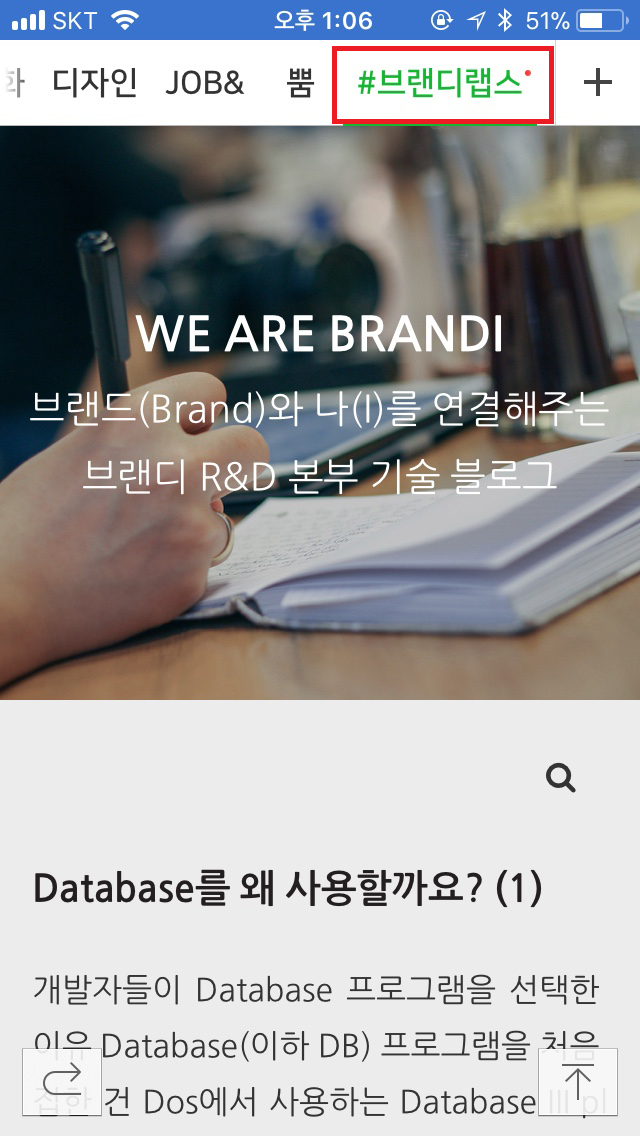 SKT 오후 1:06 51%
디자인 JOB& 뿜 #브랜디랩스 +
WE ARE BRANDI
브랜드(Brand)와 나(I)를 연결해주는
브랜디 R&D 본부 기술 블로그
Database를 왜 사용할까요? (1)
개발자들이 Database 프로그램을 선택한
이유 Database(이하 DB) 프로그램을 처음
접한 건 Dos에서 사용하는 Database III pl